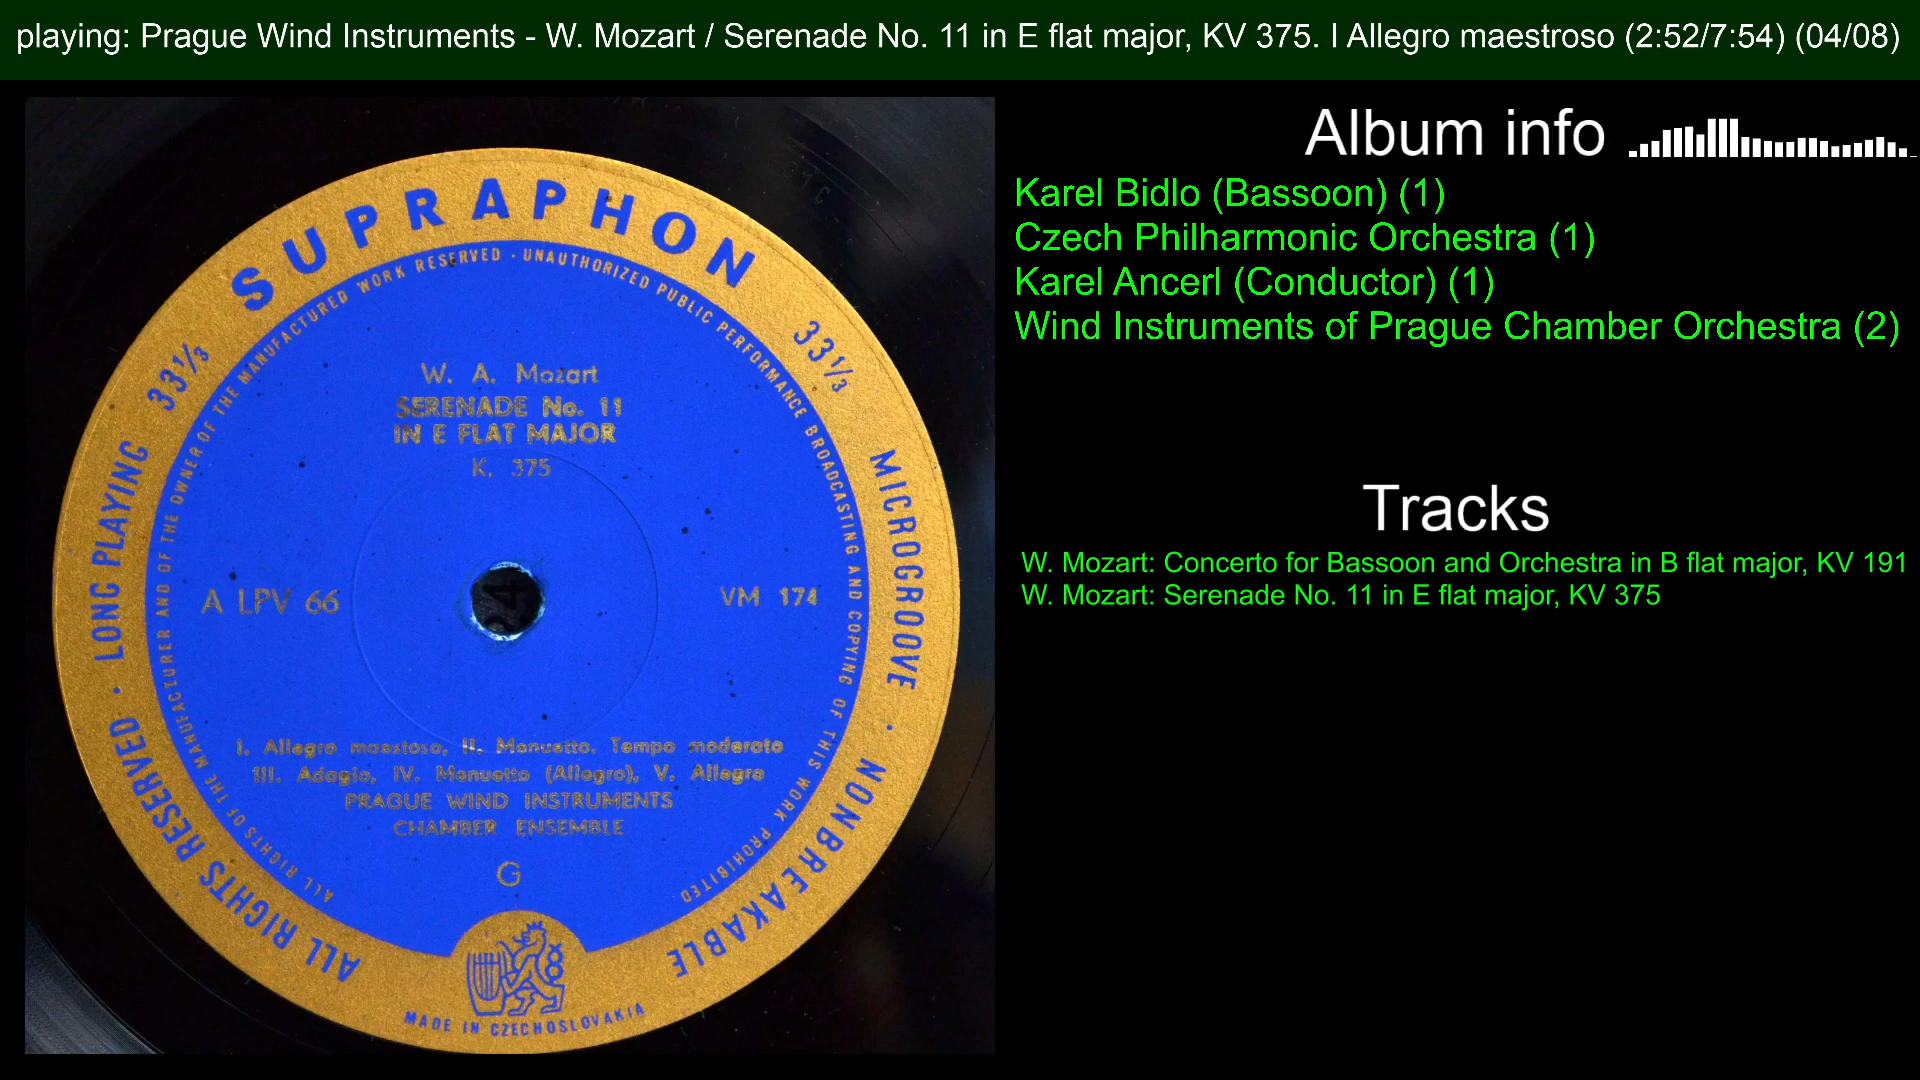 playing: Prague Wind Instruments - W. Mozart / Serenade No. 11 in E flat major, KV 375. I Allegro maestroso (2:52/7:54) (04/08)
SUPRAPHON
33⅓
33⅓
LONG PLAYING
MICROGROOVE
ALL RIGHTS RESERVED
NONBREAKABLE
ALL RIGHTS OF THE MANUFACTURER AND OF THE OWNER OF THE MANUFACTURED WORK RESERVED · UNAUTHORIZED PUBLIC PERFORMANCE BROADCASTING AND COPYING OF THIS WORK PROHIBITED
W. A. Mozart
SERENADE No. 11
IN E FLAT MAJOR
K. 375
A LPV 66
VM 174
I. Allegro maestoso, II. Menuetto. Tempo moderato
III. Adagio, IV. Menuetto (Allegro), V. Allegro
PRAGUE WIND INSTRUMENTS
CHAMBER ENSEMBLE
G
MADE IN CZECHOSLOVAKIA
Album info
Karel Bidlo (Bassoon) (1)
Czech Philharmonic Orchestra (1)
Karel Ancerl (Conductor) (1)
Wind Instruments of Prague Chamber Orchestra (2)
Tracks
W. Mozart: Concerto for Bassoon and Orchestra in B flat major, KV 191
W. Mozart: Serenade No. 11 in E flat major, KV 375